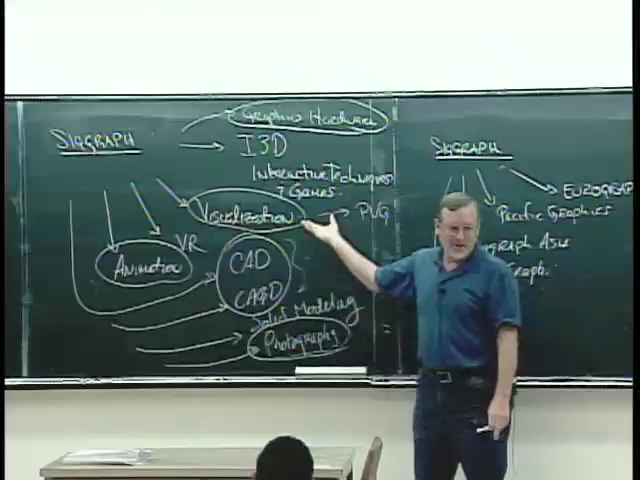 Graphics Hardware
SIGGRAPH
I3D
Interactive Techniques
+ Games
Visualization
PVG
VR
Animation
CAD
CAGD
Solid Modeling
Photography
SIGGRAPH
EUROGRAP
Pacific Graphics
graph Asia
Graph.